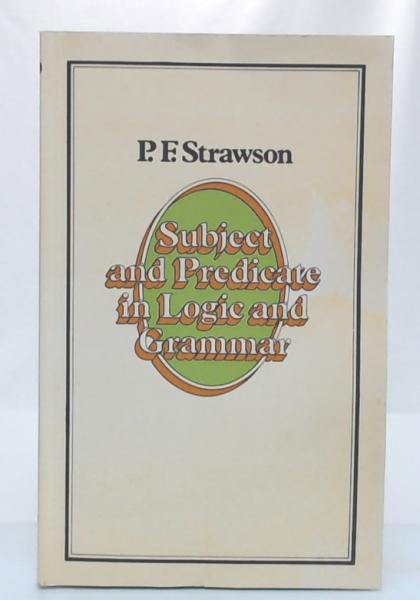 P. F. Strawson
Subject
and Predicate
in Logic and
Grammar